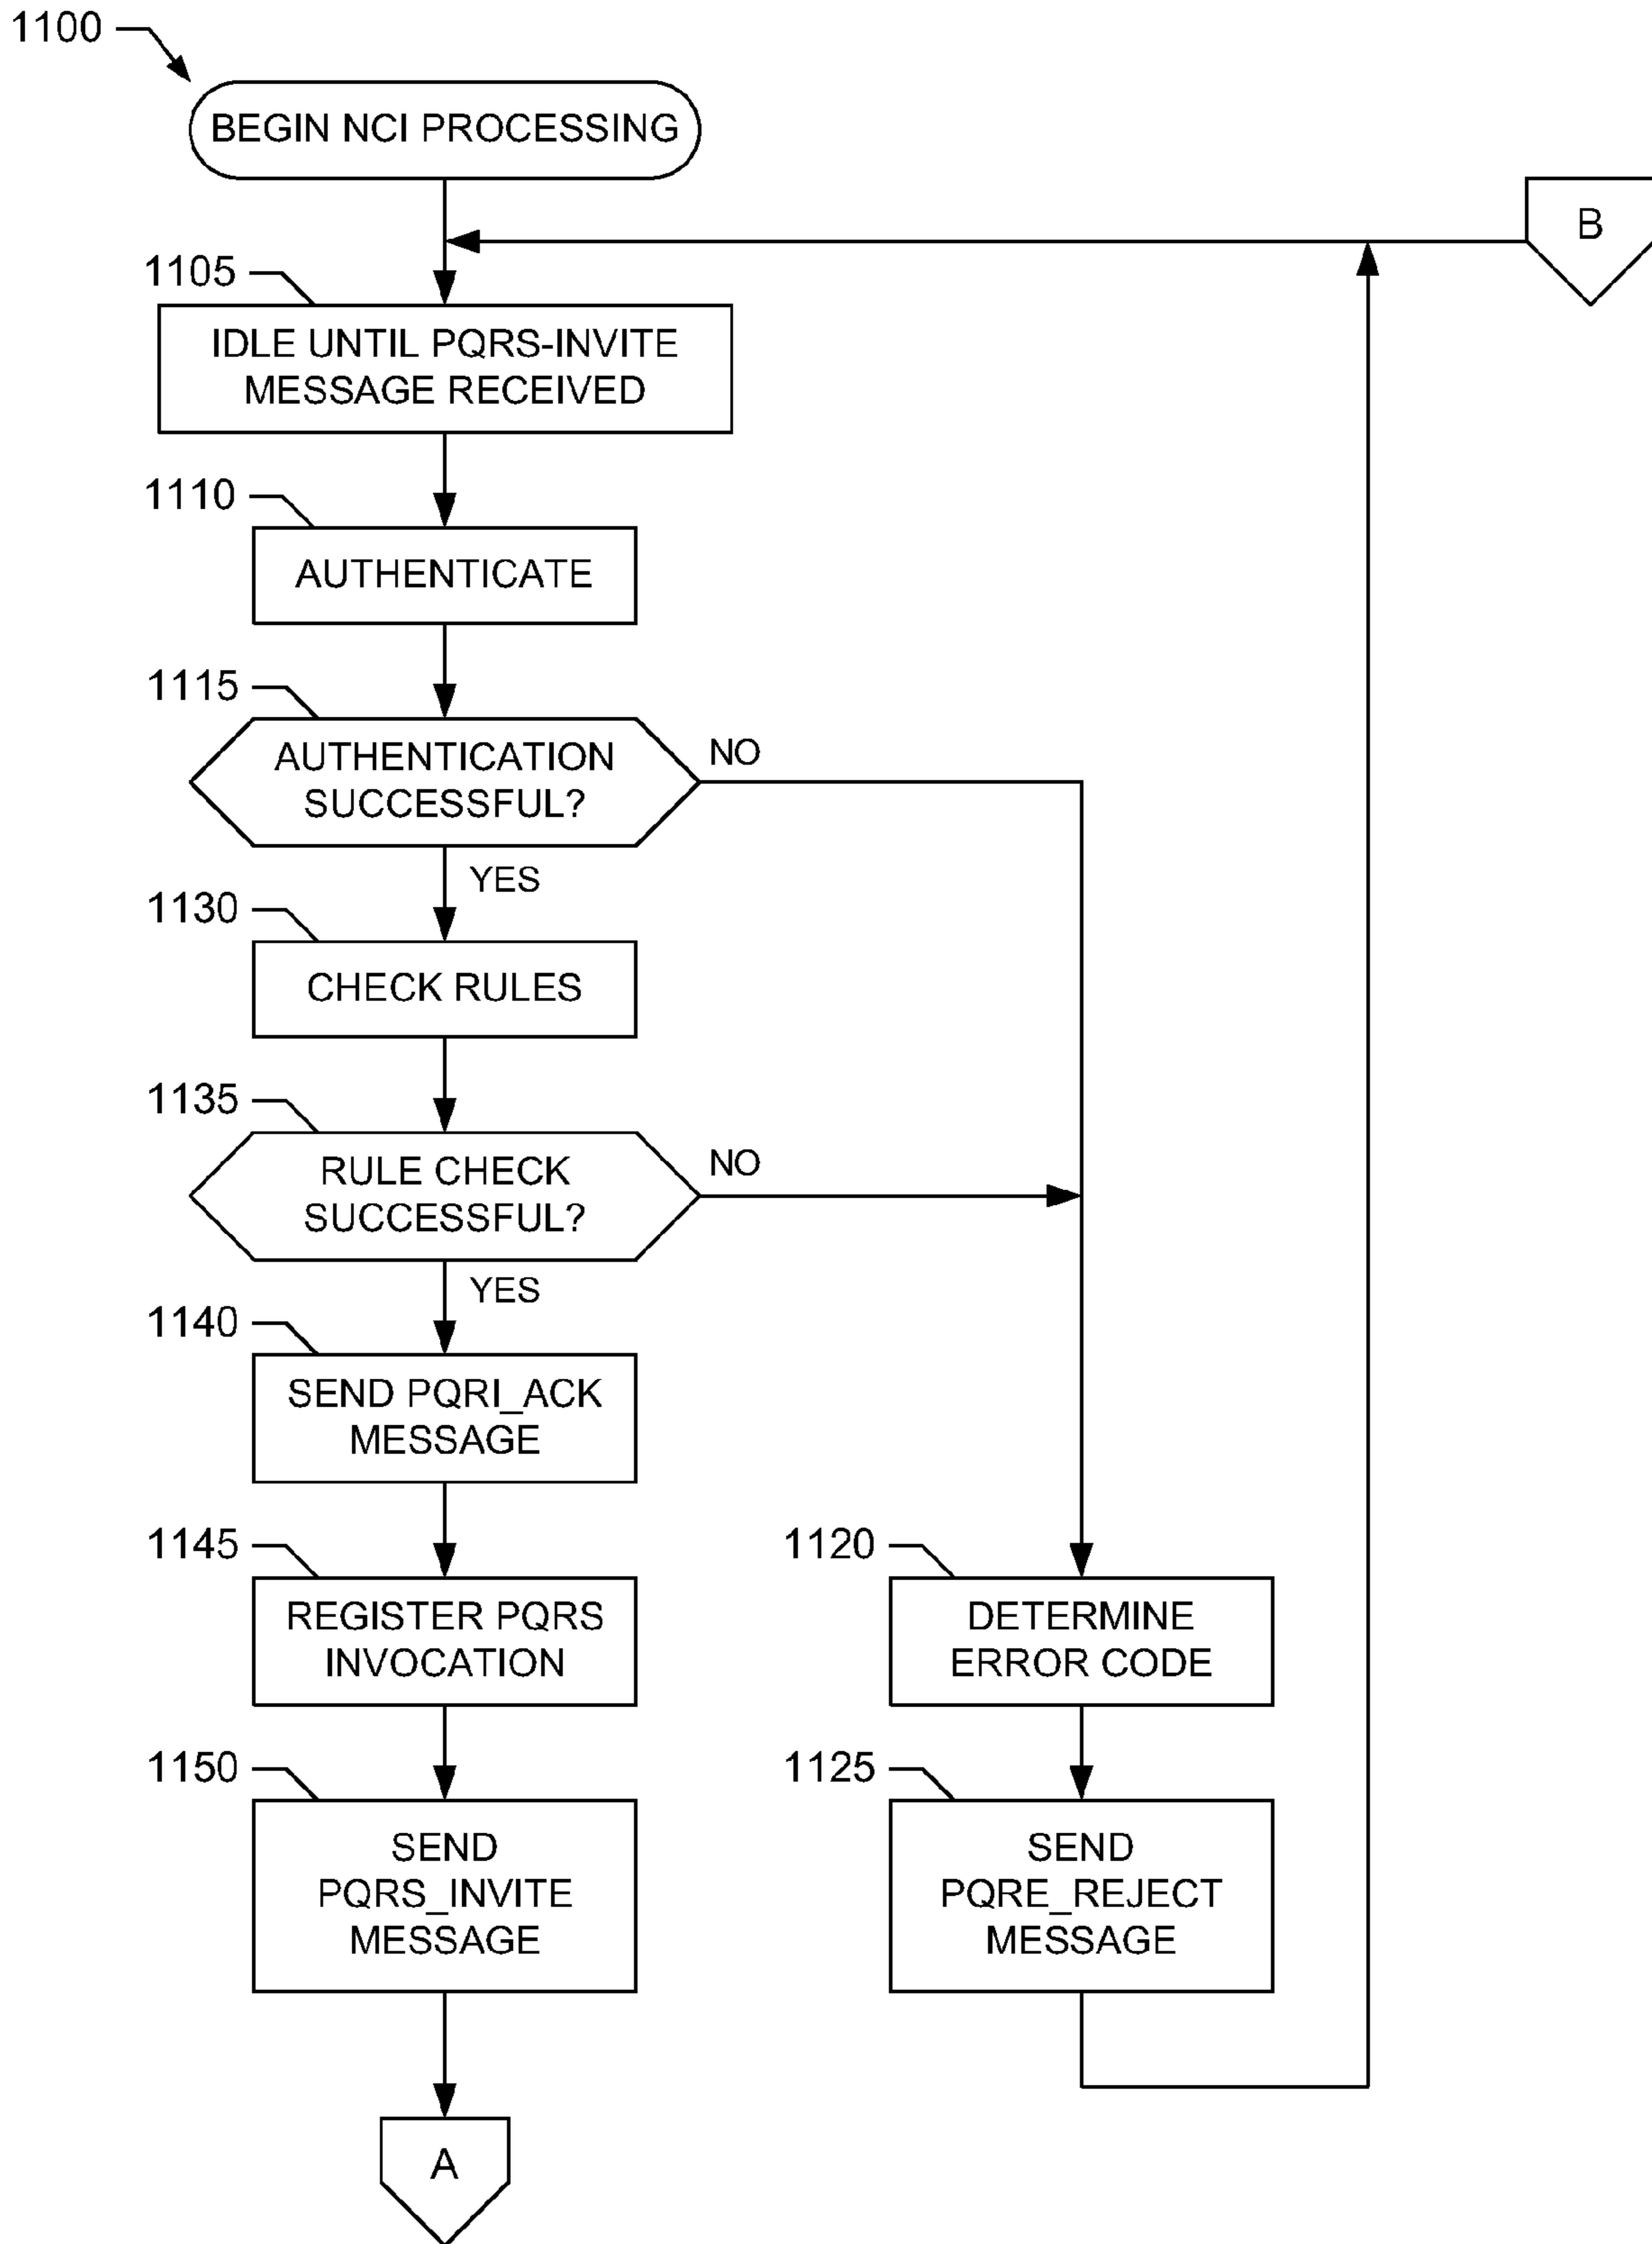 1100
BEGIN NCI PROCESSING
B
1105
IDLE UNTIL PQRS-INVITE
MESSAGE RECEIVED
1110
AUTHENTICATE
1115
AUTHENTICATION
SUCCESSFUL?
NO
YES
1130
CHECK RULES
1135
RULE CHECK
SUCCESSFUL?
NO
YES
1140
SEND PQRI_ACK
MESSAGE
1145
REGISTER PQRS
INVOCATION
1120
DETERMINE
ERROR CODE
1150
SEND
PQRS_INVITE
MESSAGE
1125
SEND
PQRE_REJECT
MESSAGE
A